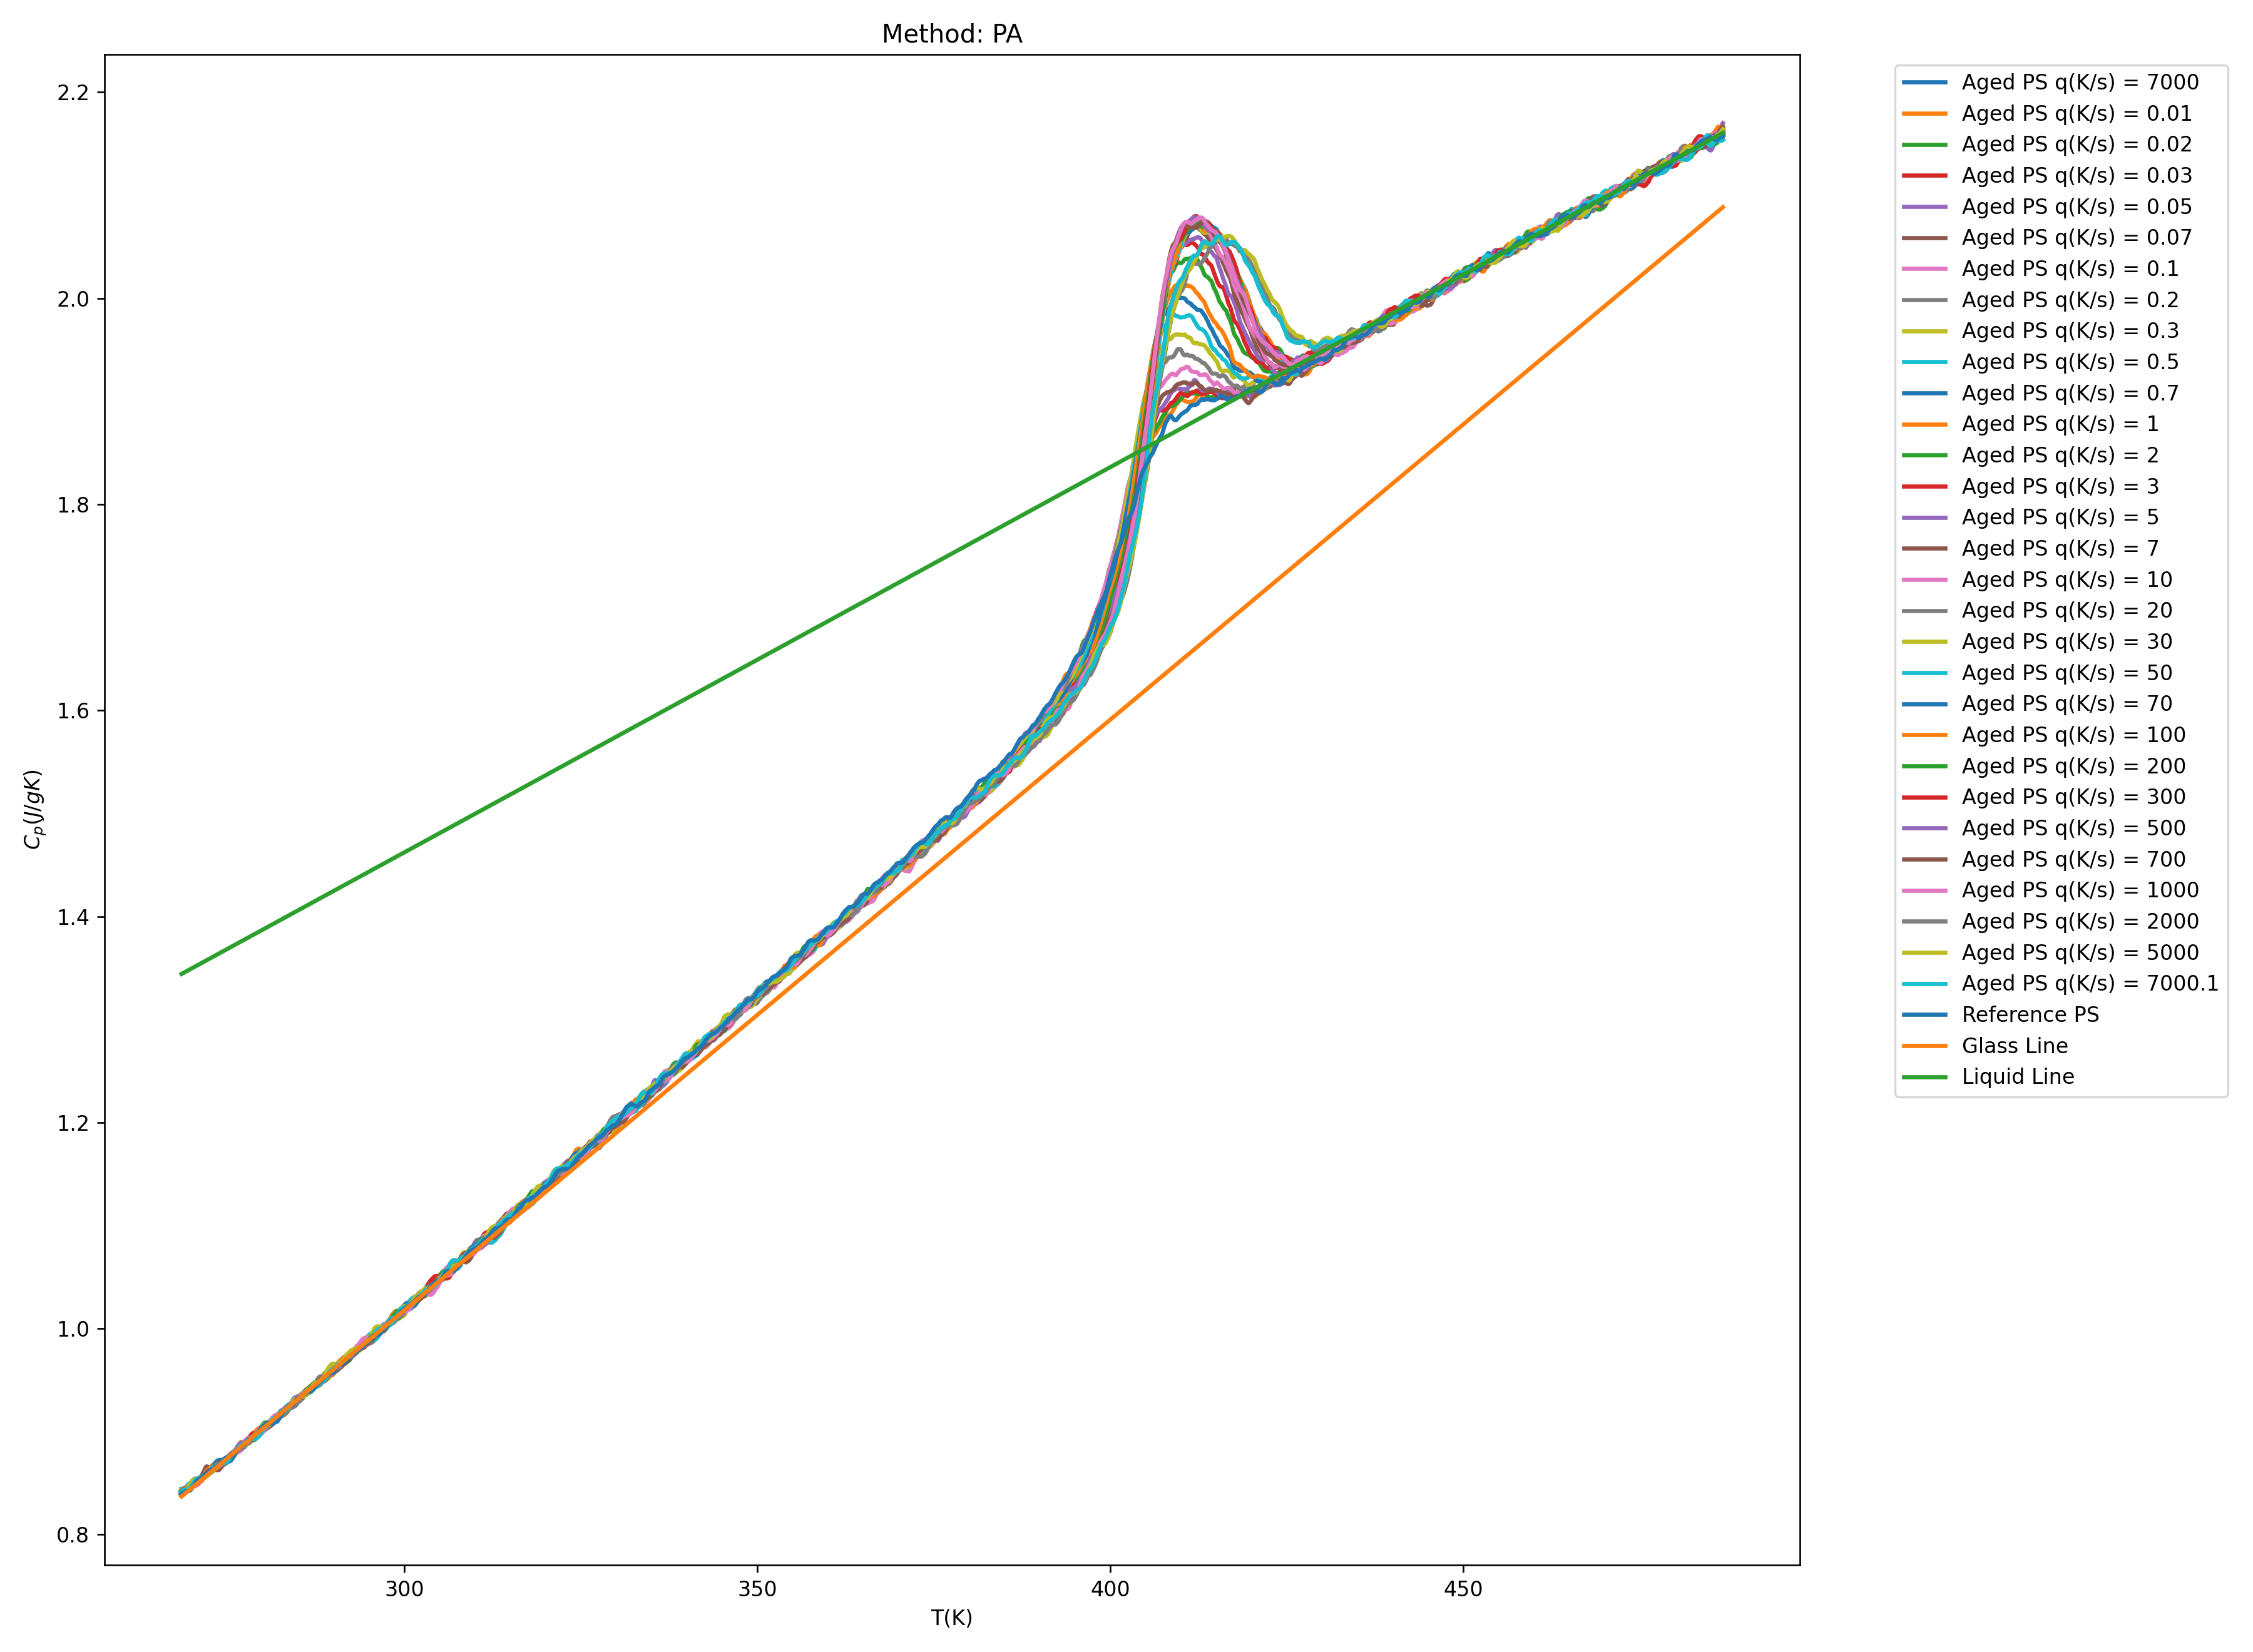 Method: PA
2.2
2.0
1.8
1.6
1.4
1.2
1.0
0.8
C_p(J/gK)
300
350
400
450
T(K)
Aged PS q(K/s) = 7000
Aged PS q(K/s) = 0.01
Aged PS q(K/s) = 0.02
Aged PS q(K/s) = 0.03
Aged PS q(K/s) = 0.05
Aged PS q(K/s) = 0.07
Aged PS q(K/s) = 0.1
Aged PS q(K/s) = 0.2
Aged PS q(K/s) = 0.3
Aged PS q(K/s) = 0.5
Aged PS q(K/s) = 0.7
Aged PS q(K/s) = 1
Aged PS q(K/s) = 2
Aged PS q(K/s) = 3
Aged PS q(K/s) = 5
Aged PS q(K/s) = 7
Aged PS q(K/s) = 10
Aged PS q(K/s) = 20
Aged PS q(K/s) = 30
Aged PS q(K/s) = 50
Aged PS q(K/s) = 70
Aged PS q(K/s) = 100
Aged PS q(K/s) = 200
Aged PS q(K/s) = 300
Aged PS q(K/s) = 500
Aged PS q(K/s) = 700
Aged PS q(K/s) = 1000
Aged PS q(K/s) = 2000
Aged PS q(K/s) = 5000
Aged PS q(K/s) = 7000.1
Reference PS
Glass Line
Liquid Line